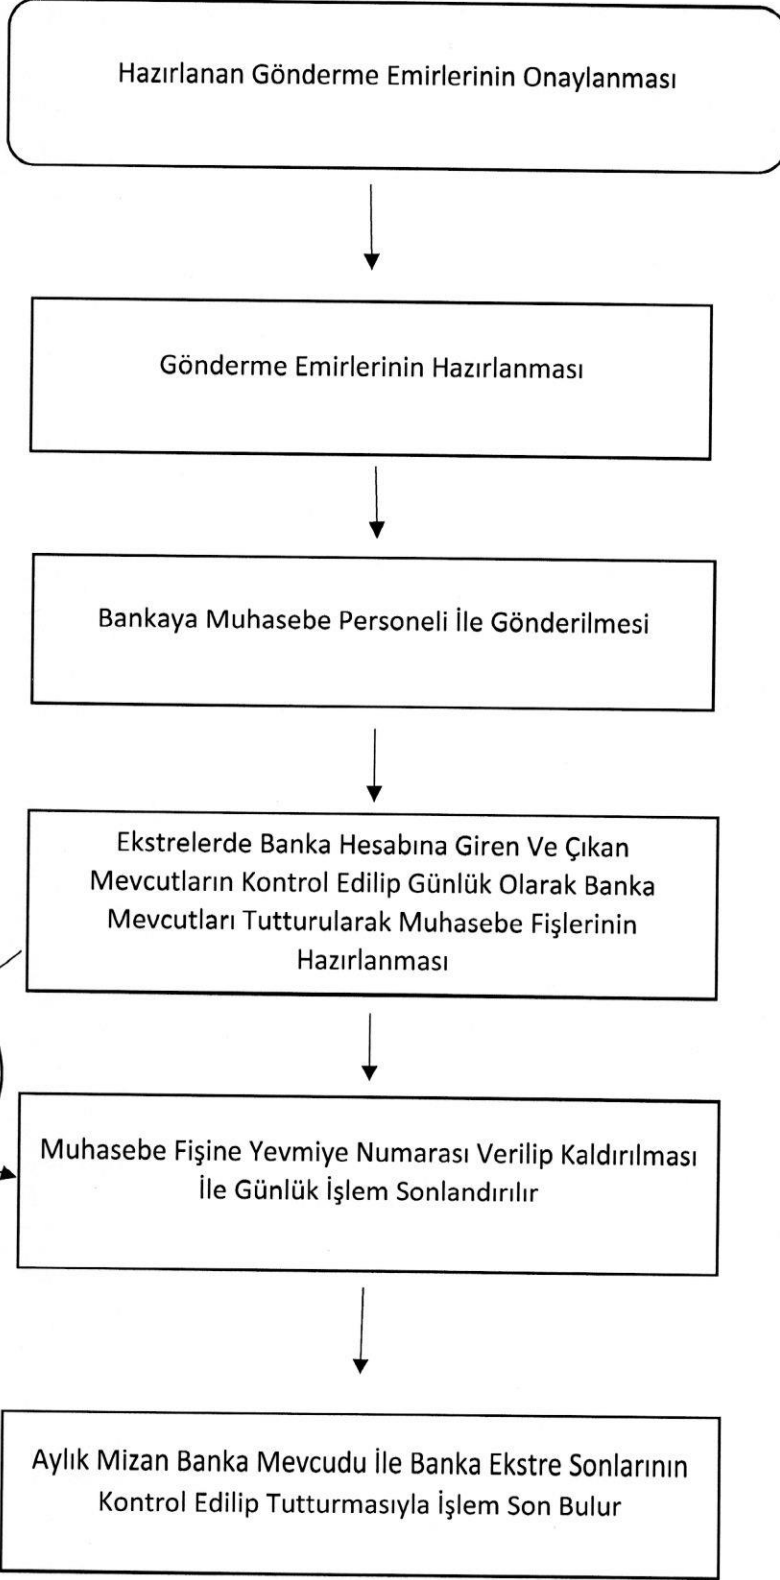 Hazırlanan Gönderme Emirlerinin Onaylanması
Gönderme Emirlerinin Hazırlanması
Bankaya Muhasebe Personeli İle Gönderilmesi
Ekstrelerde Banka Hesabına Giren Ve Çıkan
Mevcutların Kontrol Edilip Günlük Olarak Banka
Mevcutları Tutturularak Muhasebe Fişlerinin
Hazırlanması
Muhasebe Fişine Yevmiye Numarası Verilip Kaldırılması
İle Günlük İşlem Sonlandırılır
Aylık Mizan Banka Mevcudu İle Banka Ekstre Sonlarının
Kontrol Edilip Tutturmasıyla İşlem Son Bulur